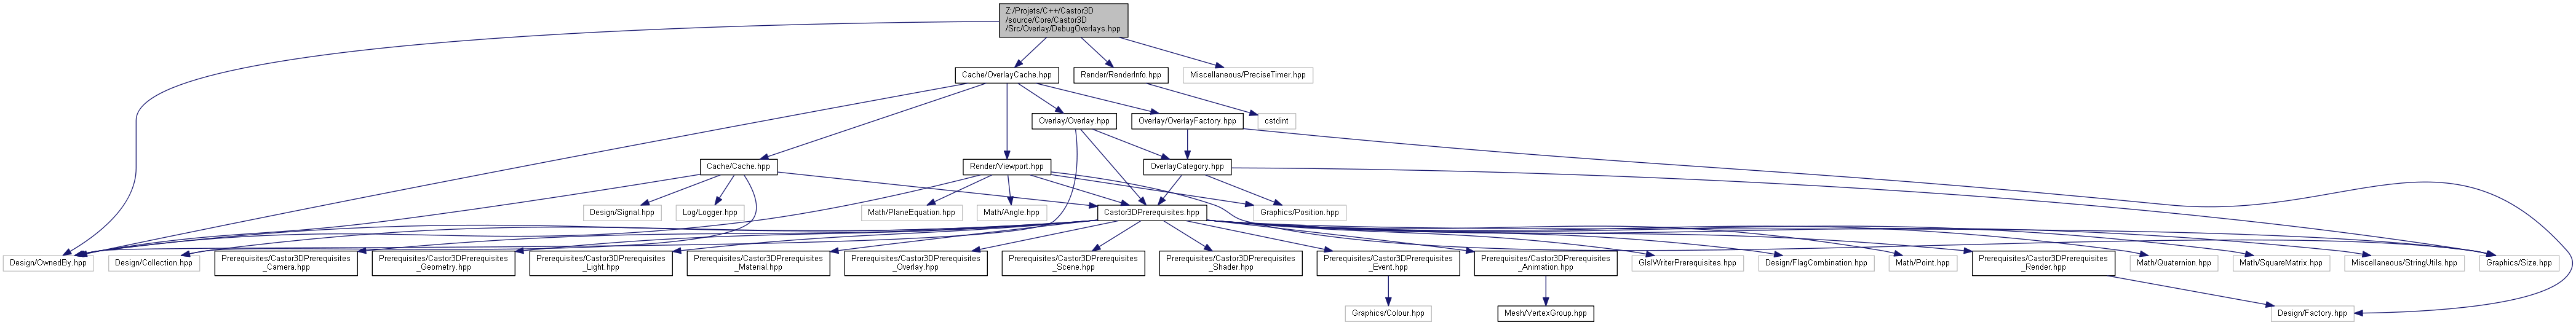 Z:/Projets/C++/Castor3D
/source/Core/Castor3D
/Src/Overlay/DebugOverlays.hpp
Cache/OverlayCache.hpp
Render/RenderInfo.hpp
Miscellaneous/PreciseTimer.hpp
Overlay/Overlay.hpp
Overlay/OverlayFactory.hpp
cstdint
Cache/Cache.hpp
Render/Viewport.hpp
OverlayCategory.hpp
Design/Signal.hpp
Log/Logger.hpp
Math/PlaneEquation.hpp
Math/Angle.hpp
Castor3DPrerequisites.hpp
Graphics/Position.hpp
Design/OwnedBy.hpp
Design/Collection.hpp
Prerequisites/Castor3DPrerequisites
_Camera.hpp
Prerequisites/Castor3DPrerequisites
_Geometry.hpp
Prerequisites/Castor3DPrerequisites
_Light.hpp
Prerequisites/Castor3DPrerequisites
_Material.hpp
Prerequisites/Castor3DPrerequisites
_Overlay.hpp
Prerequisites/Castor3DPrerequisites
_Scene.hpp
Prerequisites/Castor3DPrerequisites
_Shader.hpp
Prerequisites/Castor3DPrerequisites
_Event.hpp
Prerequisites/Castor3DPrerequisites
_Animation.hpp
GlslWriterPrerequisites.hpp
Design/FlagCombination.hpp
Math/Point.hpp
Prerequisites/Castor3DPrerequisites
_Render.hpp
Math/Quaternion.hpp
Math/SquareMatrix.hpp
Miscellaneous/StringUtils.hpp
Graphics/Size.hpp
Graphics/Colour.hpp
Mesh/VertexGroup.hpp
Design/Factory.hpp